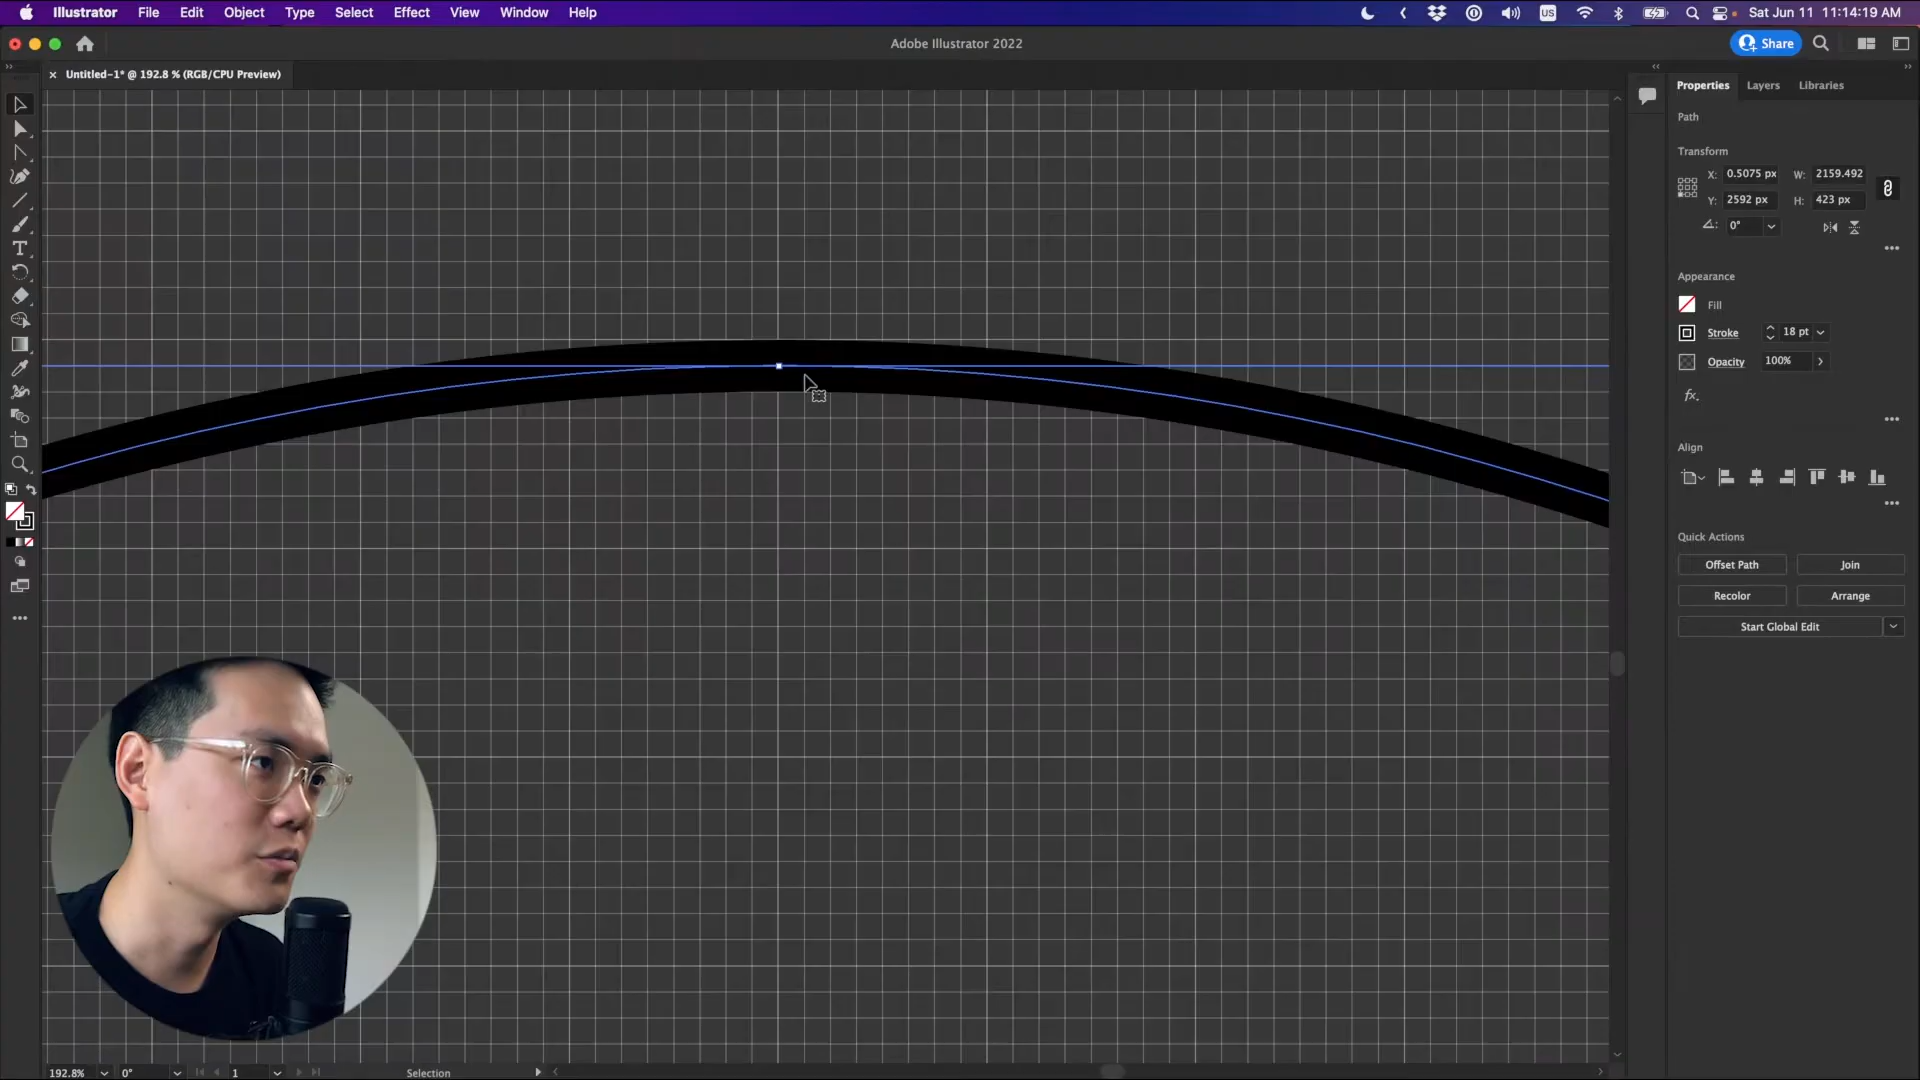 Illustrator File Edit Object Type Select Effect View Window Help
US
Sat Jun 11 11:14:19 AM
Adobe Illustrator 2022
Share
Untitled-1* @ 192.8 % (RGB/CPU Preview)
Properties Layers Libraries
Path
Transform
X: 0.5075 px W: 2159.492
Y: 2592 px H: 423 px
0°
Appearance
Fill
Stroke 18 pt
Opacity 100%
fx.
Align
Quick Actions
Offset Path Join
Recolor Arrange
Start Global Edit
192.8% 0° 1 Selection